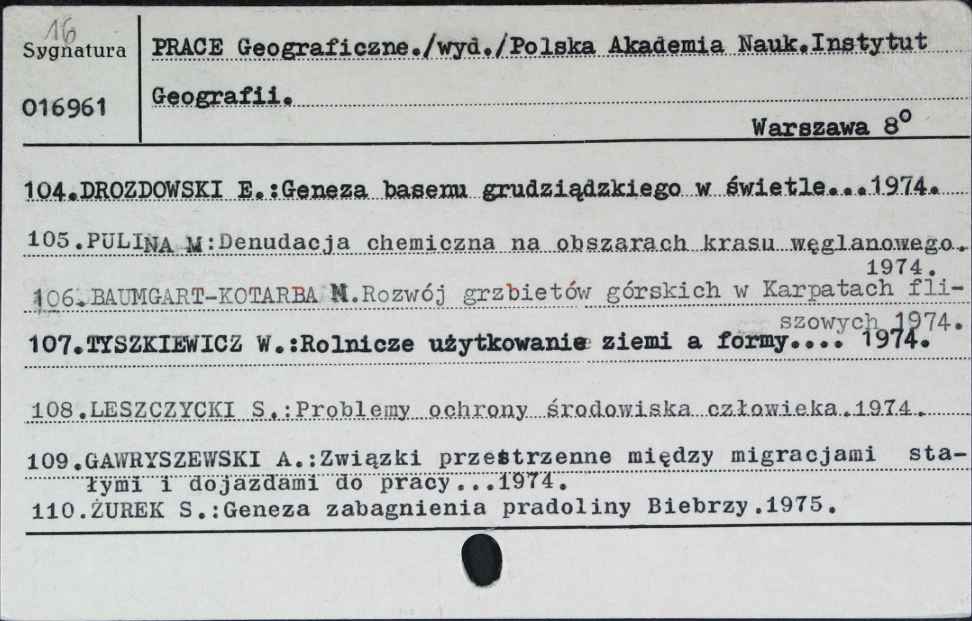 16
Sygnatura
016961
PRACE Geograficzne./wyd./Polska Akademia Nauk.Instytut
Geografii.
Warszawa 8°
104.DROZDOWSKI E.:Geneza basenu grudziądzkiego w świetle...1974.
105.PULINA M:Denudacja chemiczna na obszarach krasu węglanowego.
1974.
106.BAUMGART-KOTARBA M.Rozwój grzbietów górskich w Karpatach fli-
szowych 1974.
107.TYSZKIEWICZ W.:Rolnicze użytkowanie ziemi a formy.... 1974.
108.LESZCZYCKI S.:Problemy ochrony środowiska człowieka.1974.
109.GAWRYSZEWSKI A.:Związki przestrzenne między migracjami sta-
łymi i dojazdami do pracy...1974.
110.ŻUREK S.:Geneza zabagnienia pradoliny Biebrzy.1975.